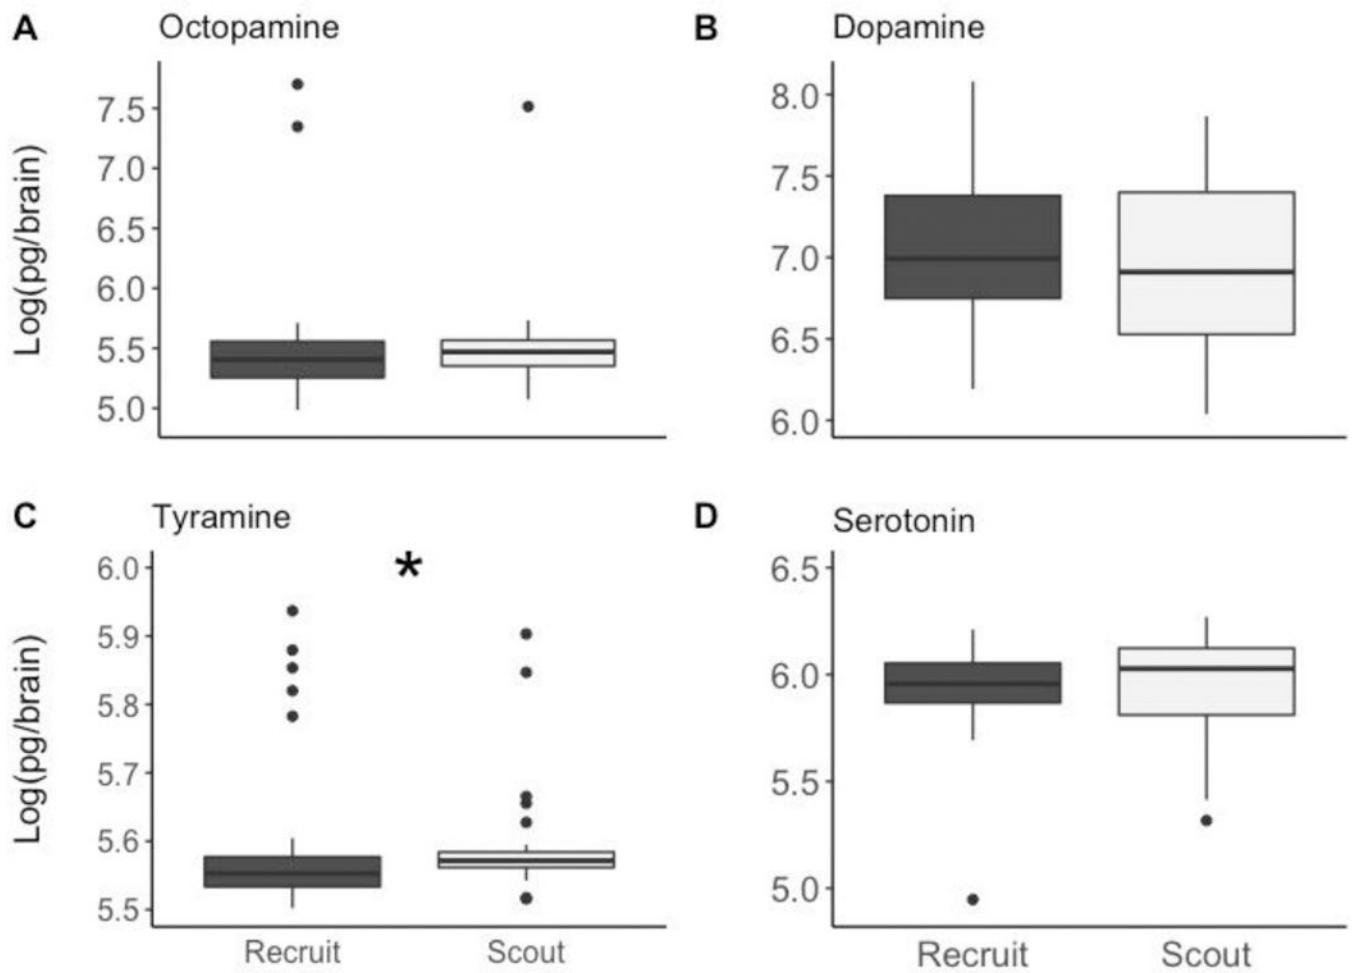 A Octopamine
Log(pg/brain)
7.5
7.0
6.5
6.0
5.5
5.0
B Dopamine
8.0
7.5
7.0
6.5
6.0
C Tyramine
*
Log(pg/brain)
6.0
5.9
5.8
5.7
5.6
5.5
Recruit Scout
D Serotonin
6.5
6.0
5.5
5.0
Recruit Scout